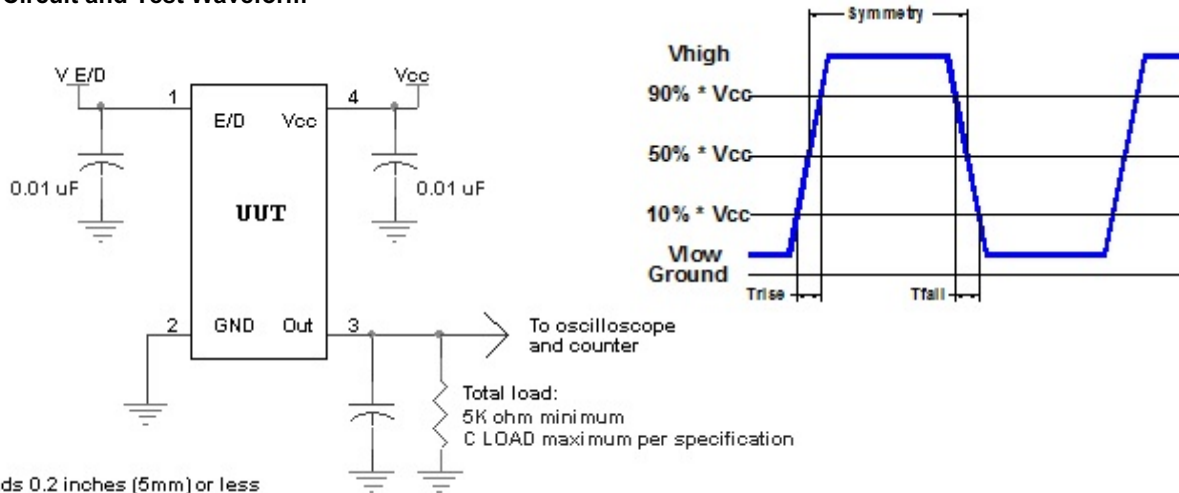 Circuit and Test Waveform
V E/D
Vcc
1
4
E/D
Vcc
0.01 uF
0.01 uF
UUT
2
GND
Out
3
To oscilloscope
and counter
Total load:
5K ohm minimum
C LOAD maximum per specification
ds 0.2 inches (5mm) or less
Symmetry
Vhigh
90% * Vcc
50% * Vcc
10% * Vcc
Vlow
Ground
Trise
Tfall